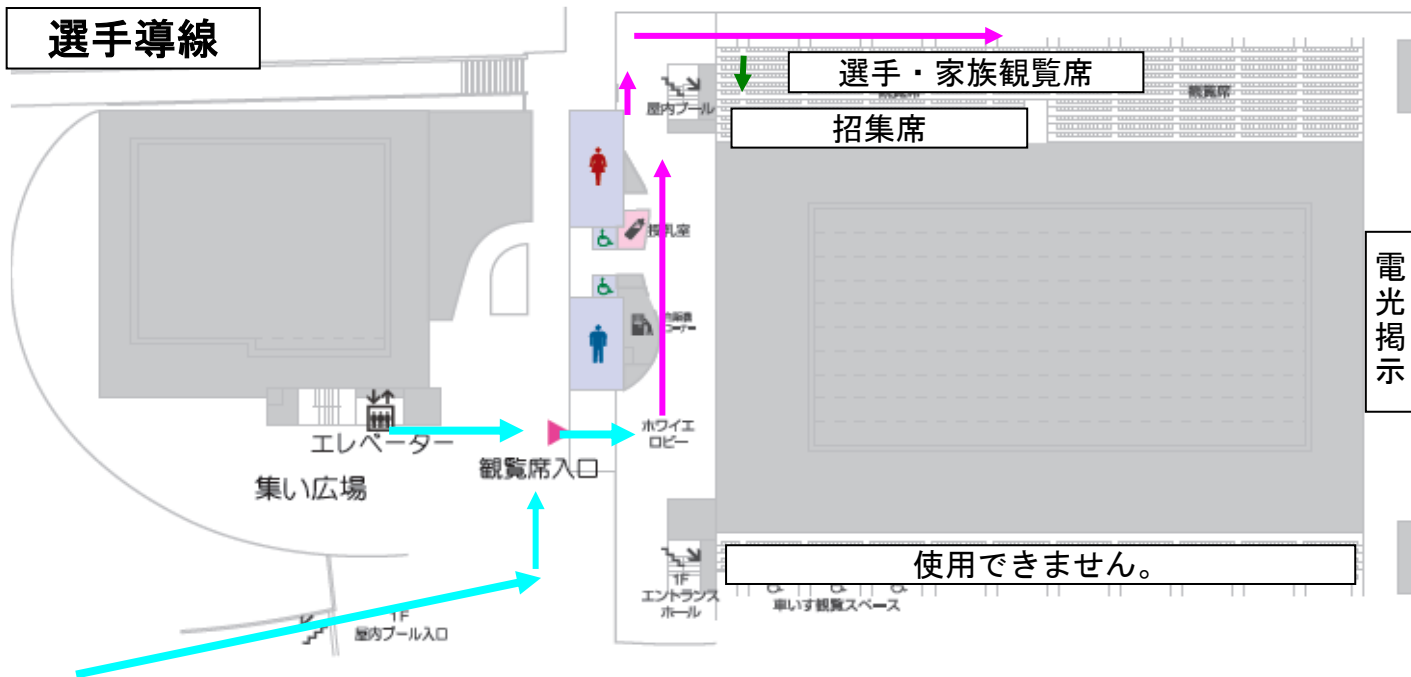 選手導線
選手・家族観覧席
観覧席
屋内プール
招集席
授乳室
電光掲示
ホワイエ
ロビー
エレベーター
観覧席入口
集い広場
使用できません。
1F
エントランス
ホール
車いす観覧スペース
1F
屋内プール入口